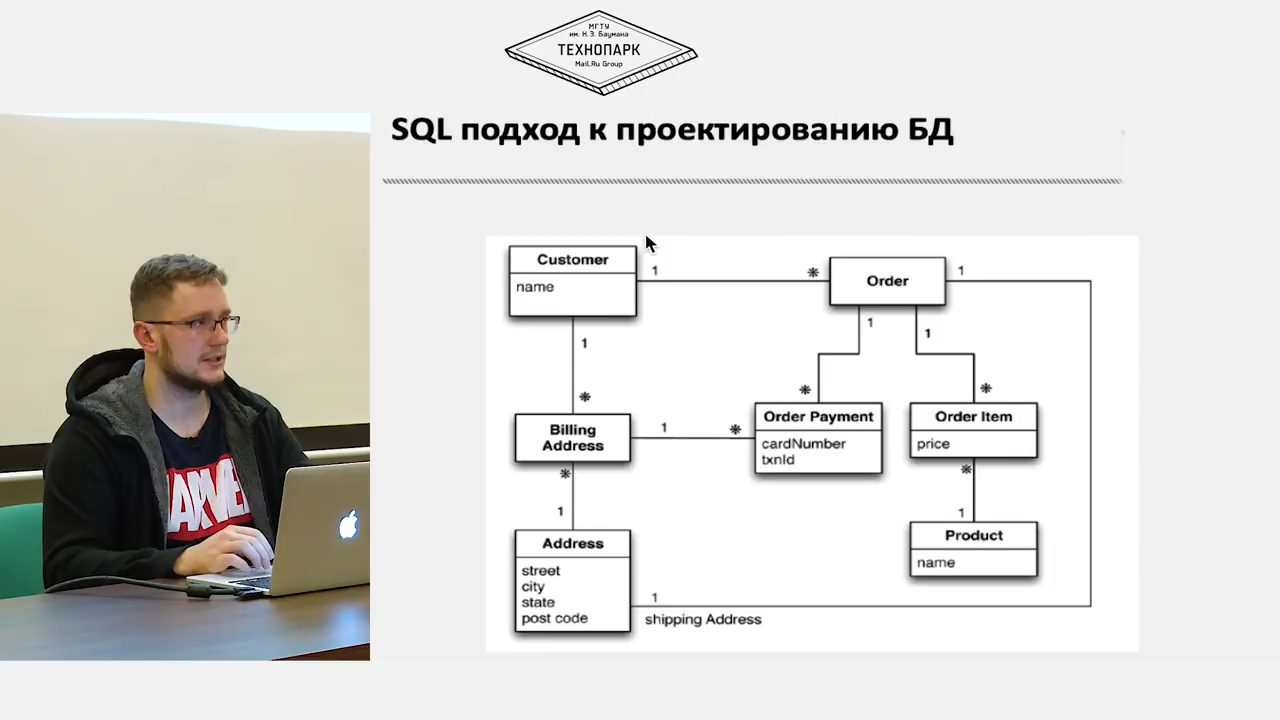 МГТУ
им. Н.Э. Баумана
ТЕХНОПАРК
Mail.Ru Group
SQL подход к проектированию БД
Customer
name
1
*
Order
1
1
*
1
*
1
*
Billing
Address
1
*
Order Payment
cardNumber
txnId
Order Item
price
*
1
*
1
Product
name
Address
street
city
state
post code
1
shipping Address
MARVEL